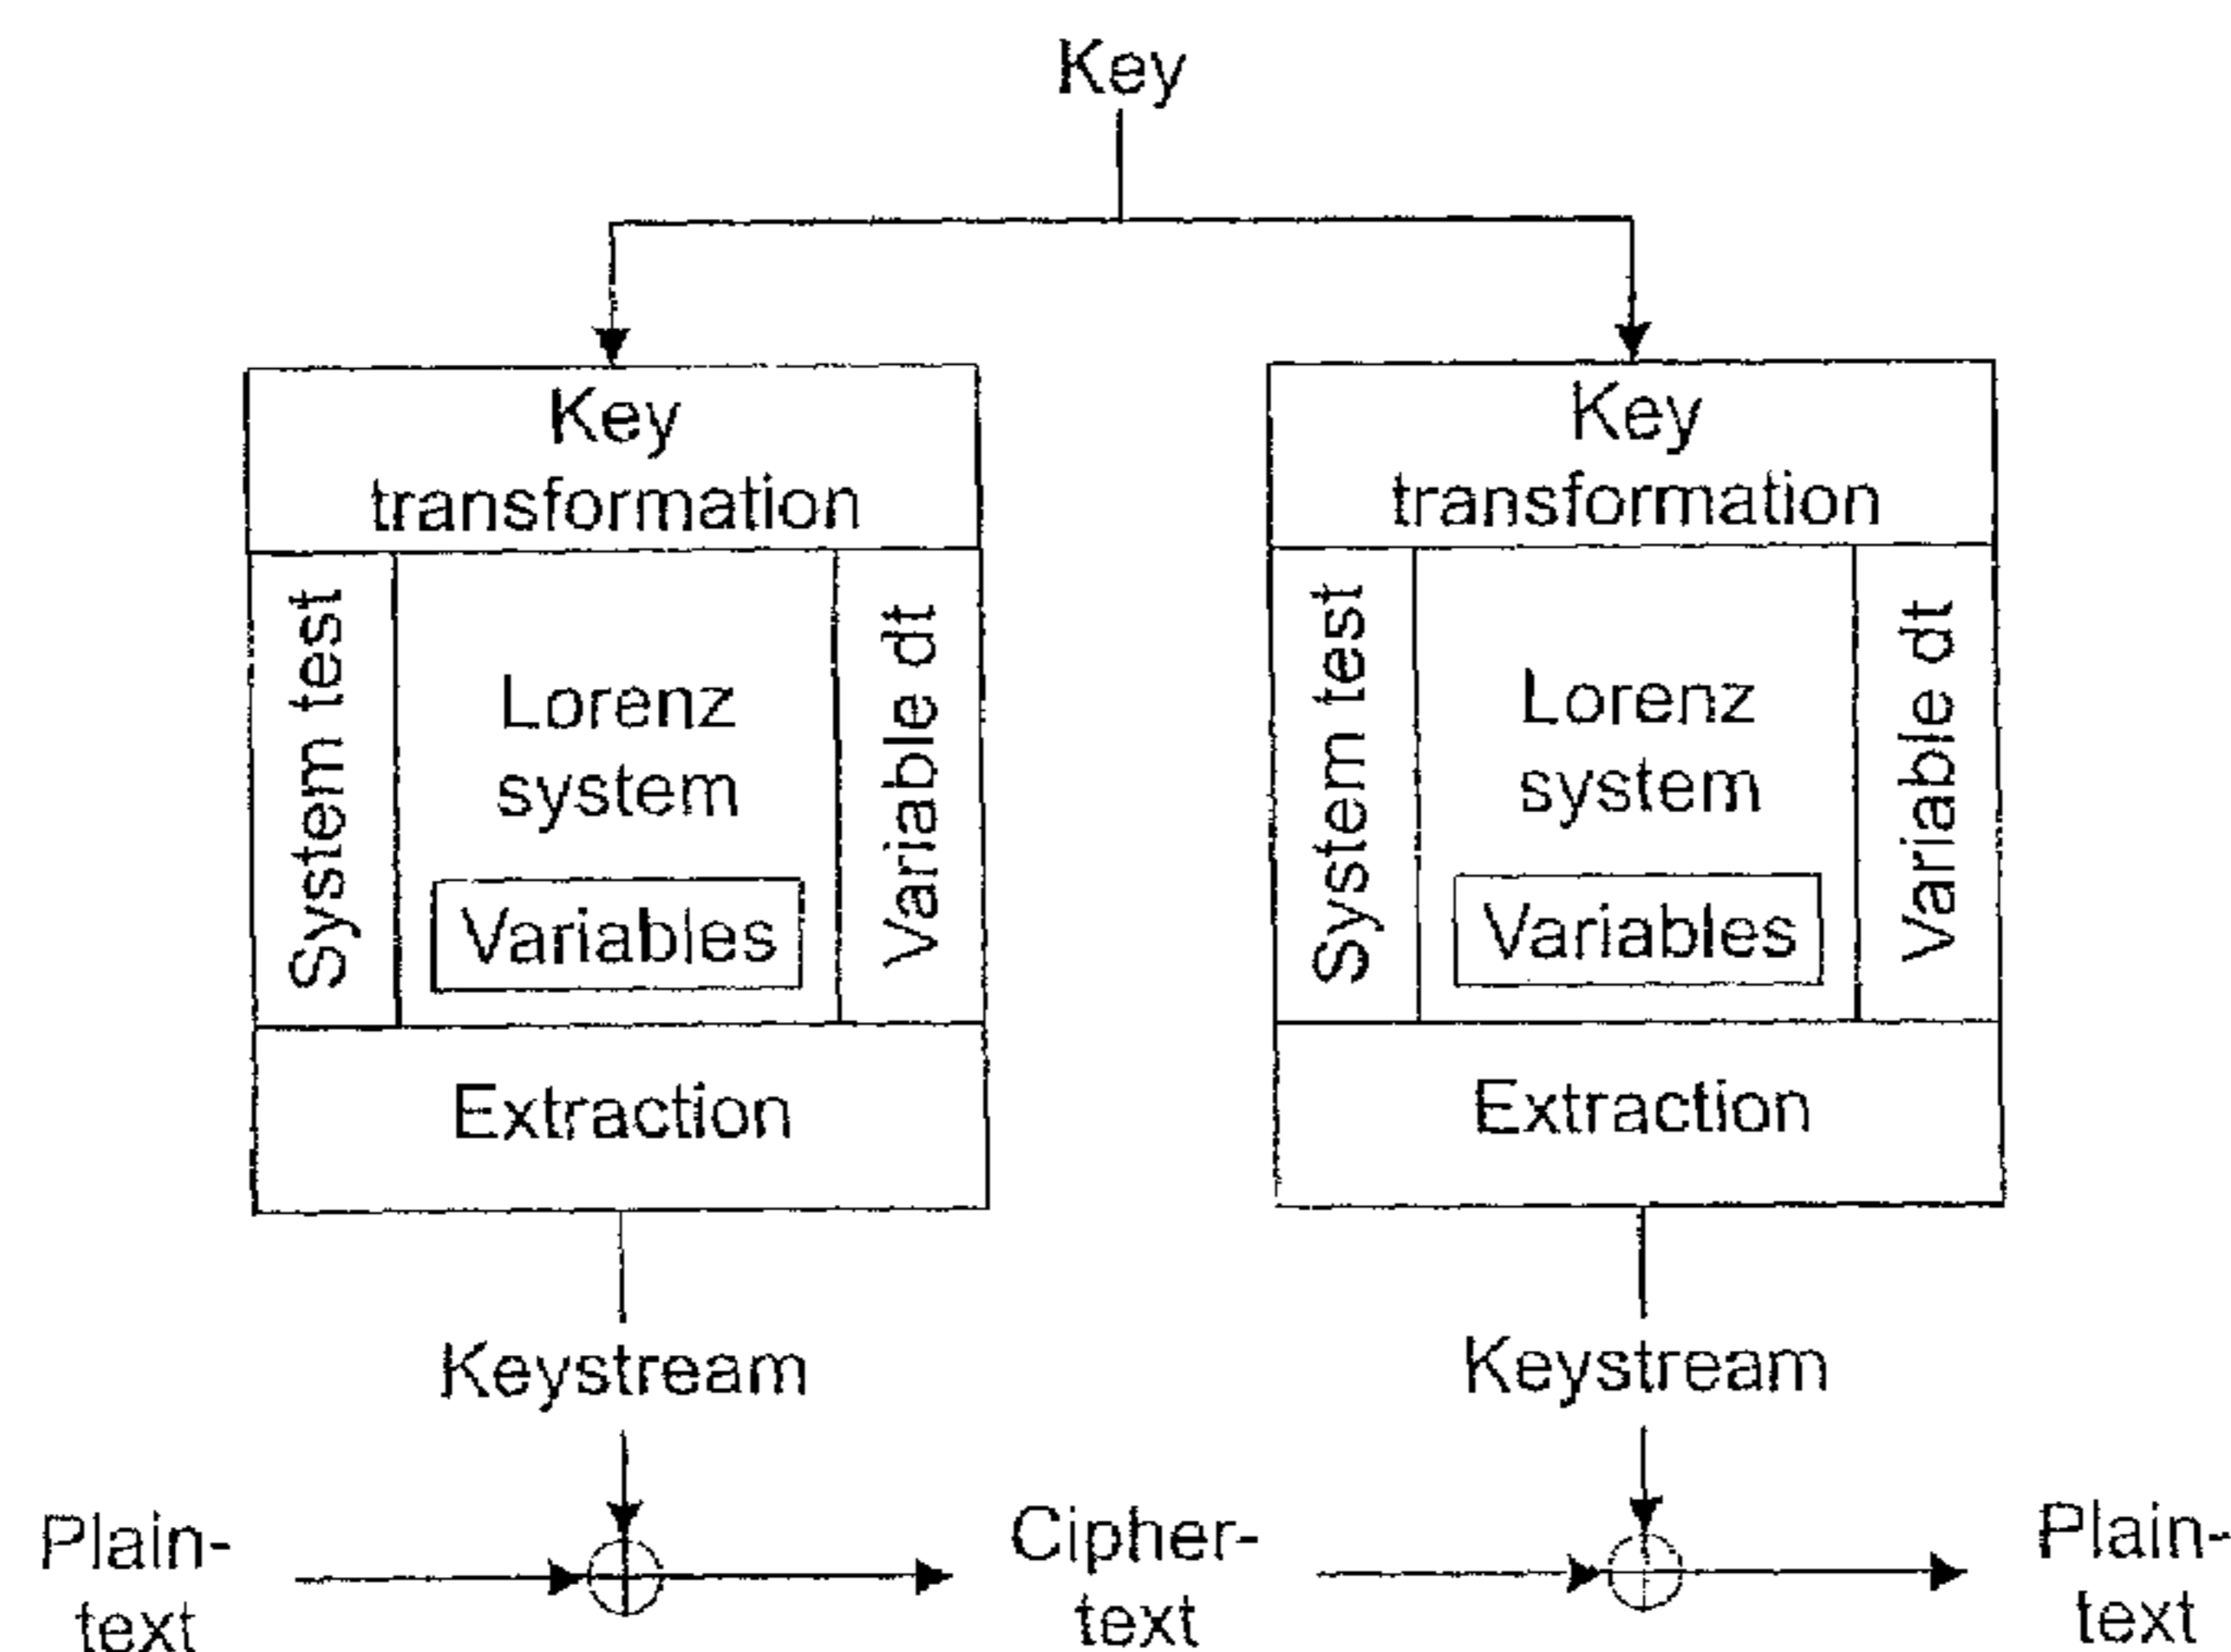 Key
Key
transformation
System test
Lorenz
system
Variables
Variable dt
Extraction
Keystream
Key
transformation
System test
Lorenz
system
Variables
Variable dt
Extraction
Keystream
Plain-
text
Cipher-
text
Plain-
text